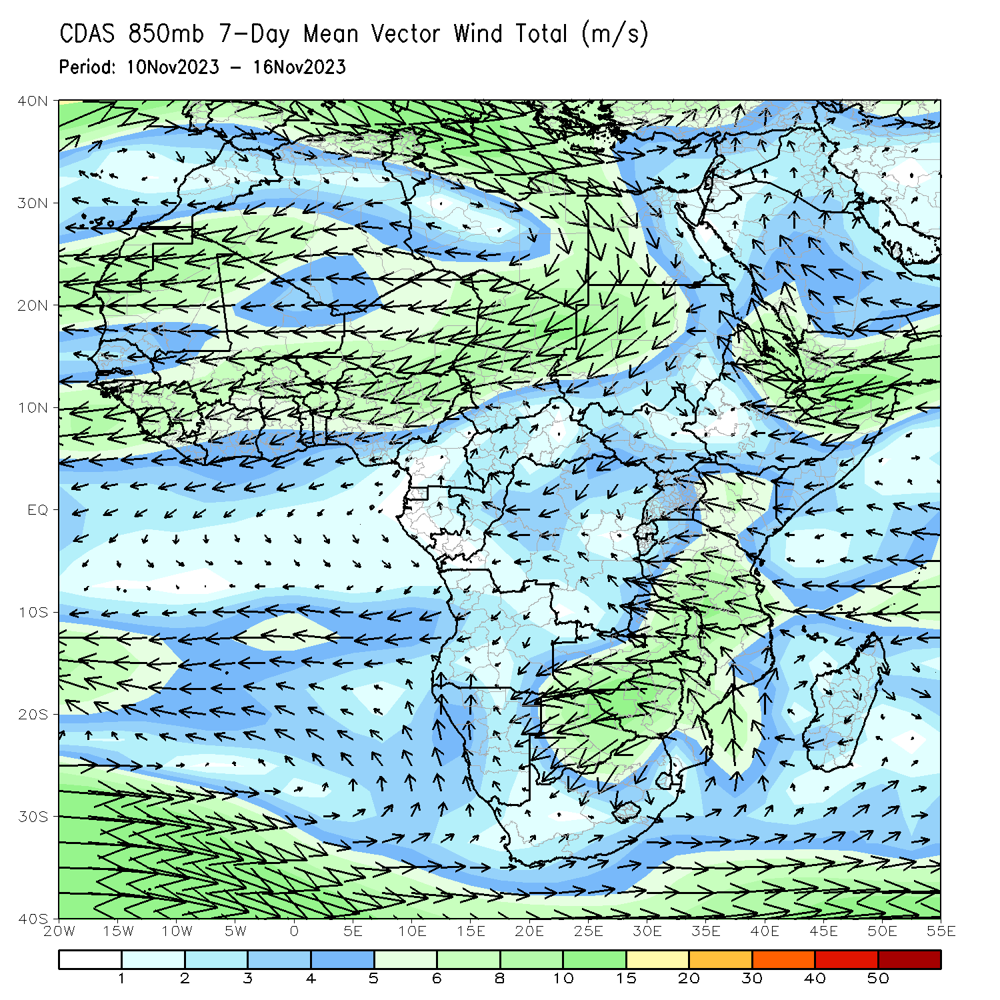 CDAS 850mb 7-Day Mean Vector Wind Total (m/s)
Period: 10Nov2023 - 16Nov2023
40N
30N
20N
10N
EQ
10S
20S
30S
40S
20W 15W 10W 5W 0 5E 10E 15E 20E 25E 30E 35E 40E 45E 50E 55E
1 2 3 4 5 6 8 10 15 20 30 40 50